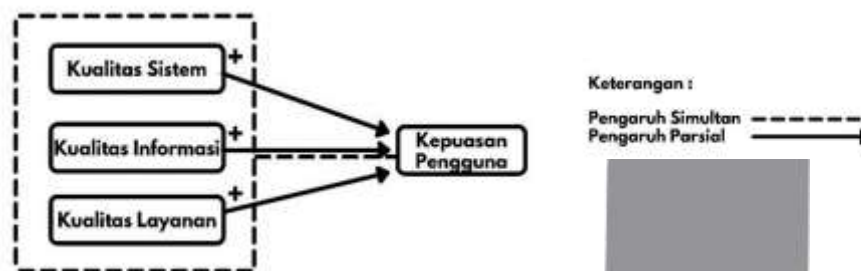 Kualitas Sistem
+
Kualitas Informasi
+
Kualitas Layanan
+
Kepuasan
Pengguna
Keterangan :
Pengaruh Simultan
Pengaruh Parsial